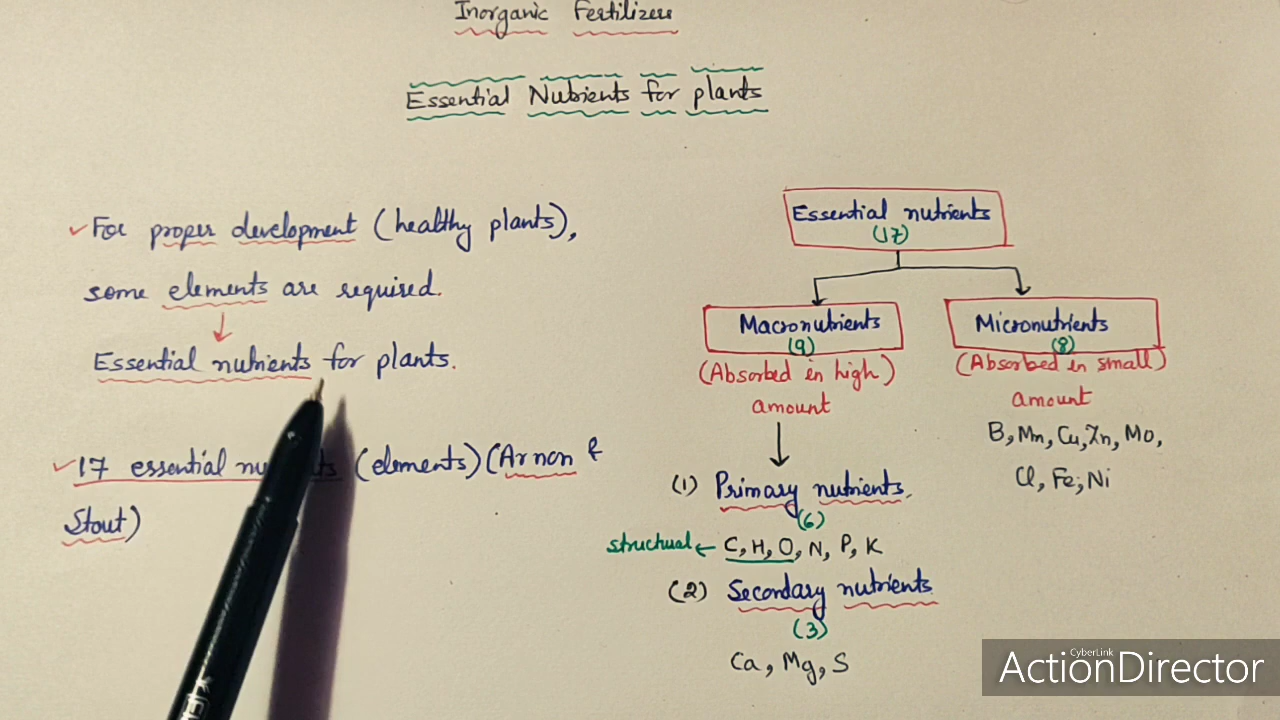 Inorganic Fertilizers
Essential Nutrients for plants
✓ For proper development (healthy plants),
some elements are required.
↓
Essential nutrients for plants.
✓ 17 essential (elements) (Arnon &
Stout)
Essential nutrients
(17)
Macronutrients
(9)
(Absorbed in high)
amount
↓
(1) Primary nutrients.
(6)
structual ← C, H, O, N, P, K
(2) Secondary nutrients
(3)
Ca, Mg, S
Micronutrients
(8)
(Absorbed in small)
amount
B, Mn, Cu, Zn, Mo,
Cl, Fe, Ni
CyberLink
ActionDirector